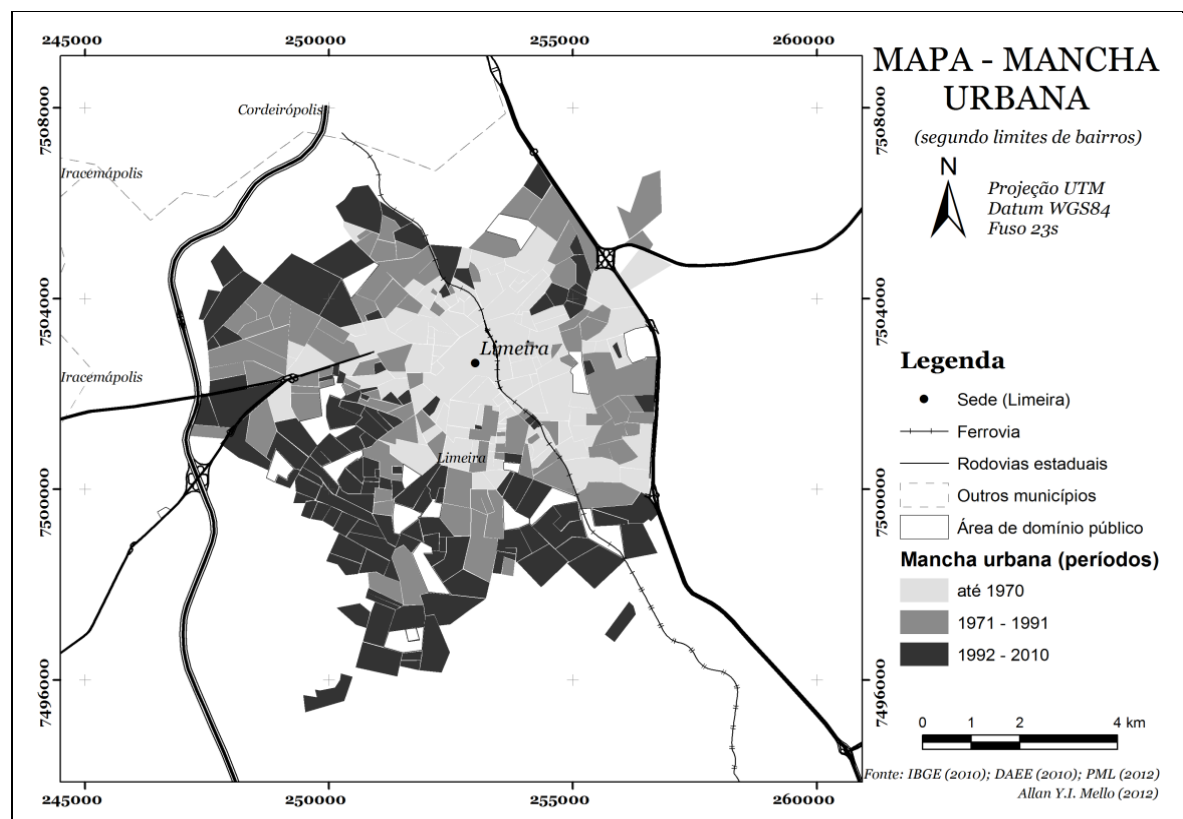 245000
250000
255000
260000
7508000
7504000
7500000
7496000
Cordeirópolis
Iracemápolis
Iracemápolis
Limeira
Limeira
7508000
7504000
7500000
7496000
245000
250000
255000
260000
MAPA - MANCHA
URBANA
(segundo limites de bairros)
N
Projeção UTM
Datum WGS84
Fuso 23s
Legenda
Sede (Limeira)
Ferrovia
Rodovias estaduais
Outros municípios
Área de domínio público
Mancha urbana (períodos)
até 1970
1971 - 1991
1992 - 2010
0 1 2 4 km
Fonte: IBGE (2010); DAEE (2010); PML (2012)
Allan Y.I. Mello (2012)